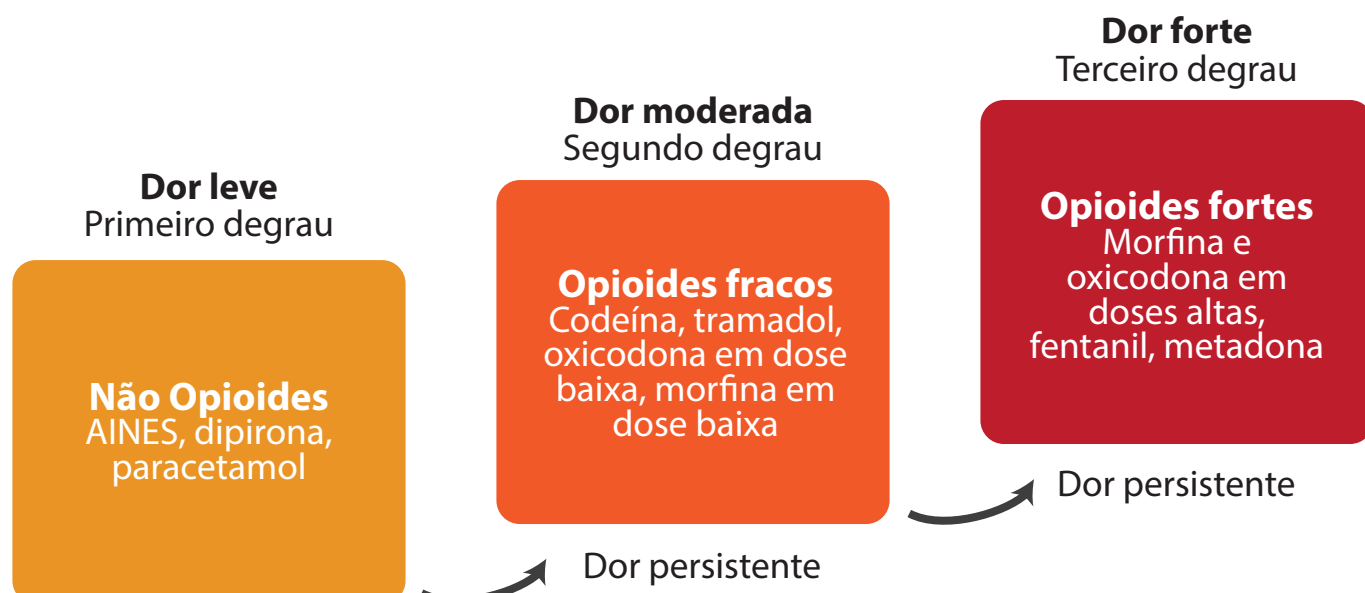 Dor leve
Primeiro degrau
Não Opioides
AINES, dipirona,
paracetamol
Dor moderada
Segundo degrau
Opioides fracos
Codeína, tramadol,
oxicodona em dose
baixa, morfina em
dose baixa
Dor persistente
Dor forte
Terceiro degrau
Opioides fortes
Morfina e
oxicodona em
doses altas,
fentanil, metadona
Dor persistente